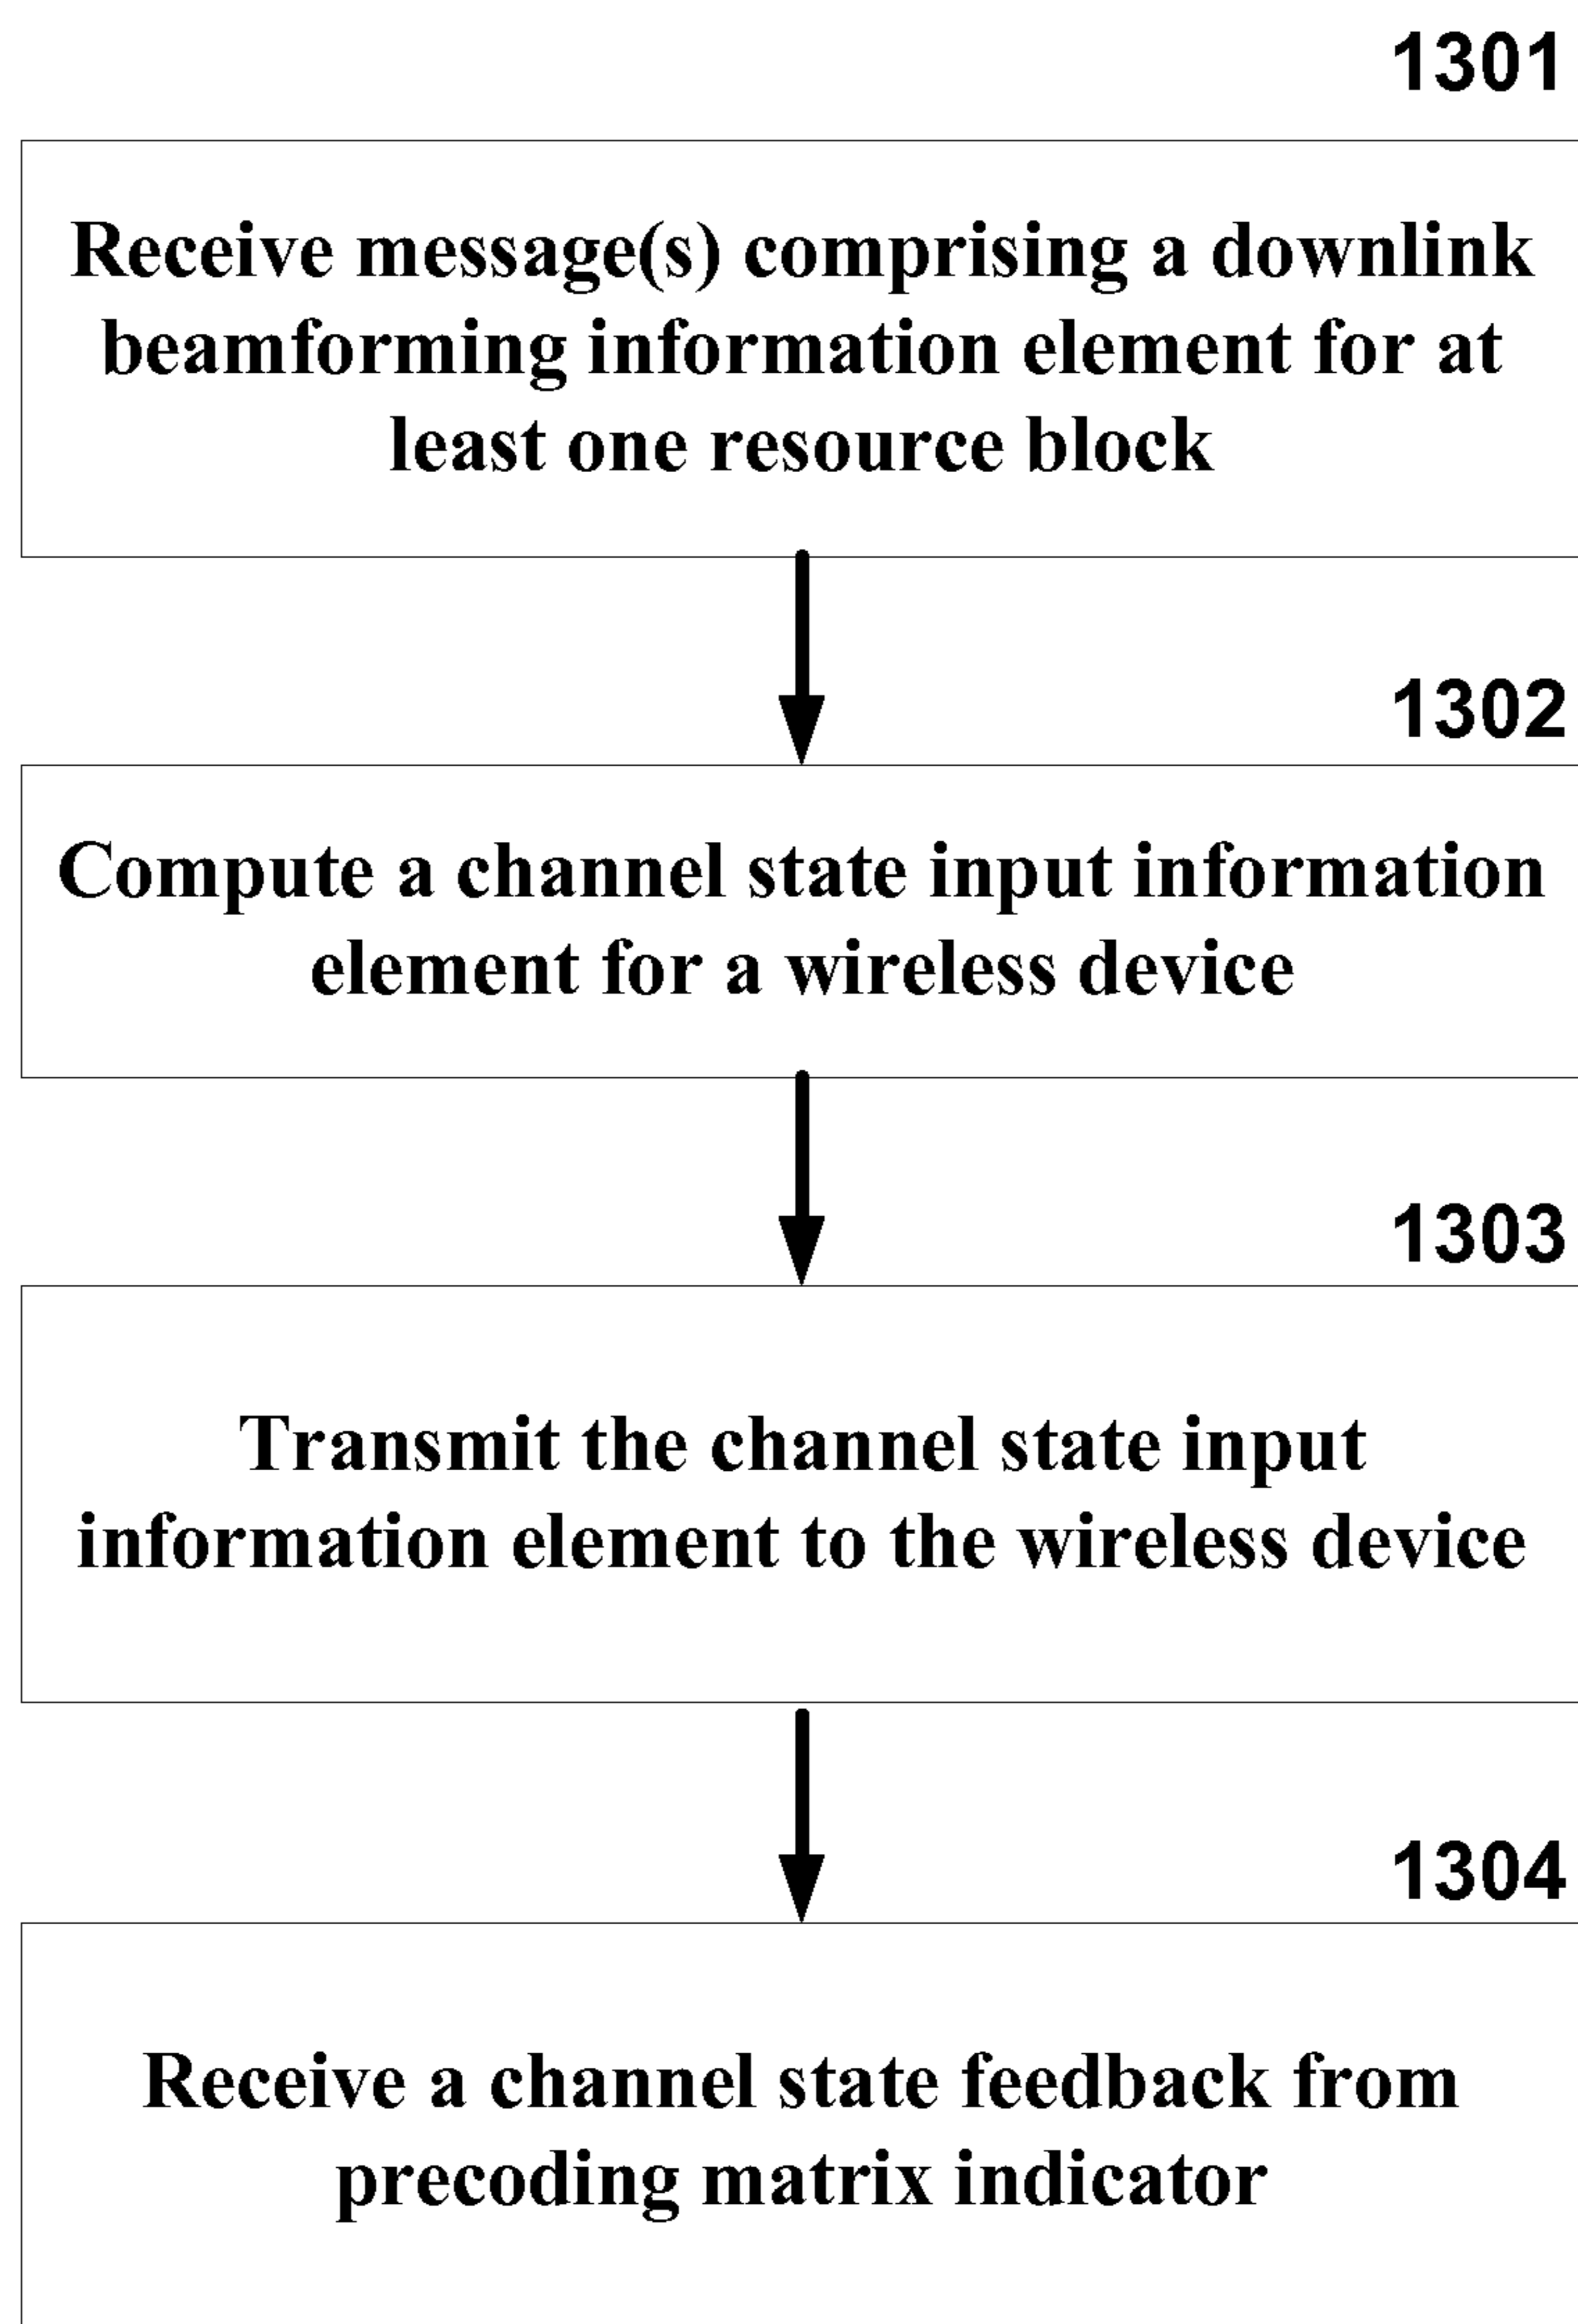 1301
Receive message(s) comprising a downlink
beamforming information element for at
least one resource block
1302
Compute a channel state input information
element for a wireless device
1303
Transmit the channel state input
information element to the wireless device
1304
Receive a channel state feedback from
precoding matrix indicator